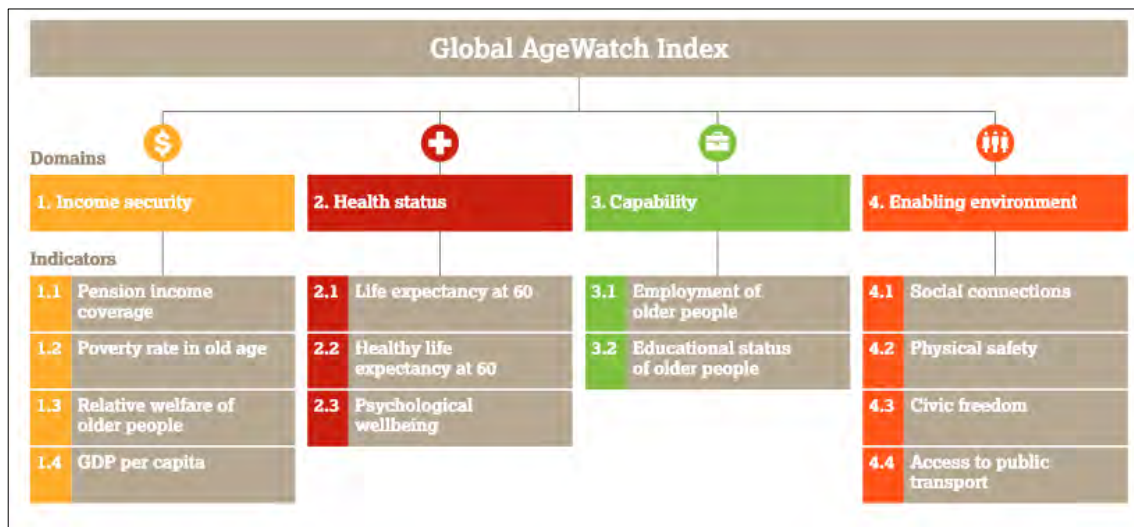 Global AgeWatch Index
$
Domains
1. Income security
2. Health status
3. Capability
4. Enabling environment
Indicators
1.1 Pension income
coverage
1.2 Poverty rate in old age
1.3 Relative welfare of
older people
1.4 GDP per capita
2.1 Life expectancy at 60
2.2 Healthy life
expectancy at 60
2.3 Psychological
wellbeing
3.1 Employment of
older people
3.2 Educational status
of older people
4.1 Social connections
4.2 Physical safety
4.3 Civic freedom
4.4 Access to public
transport